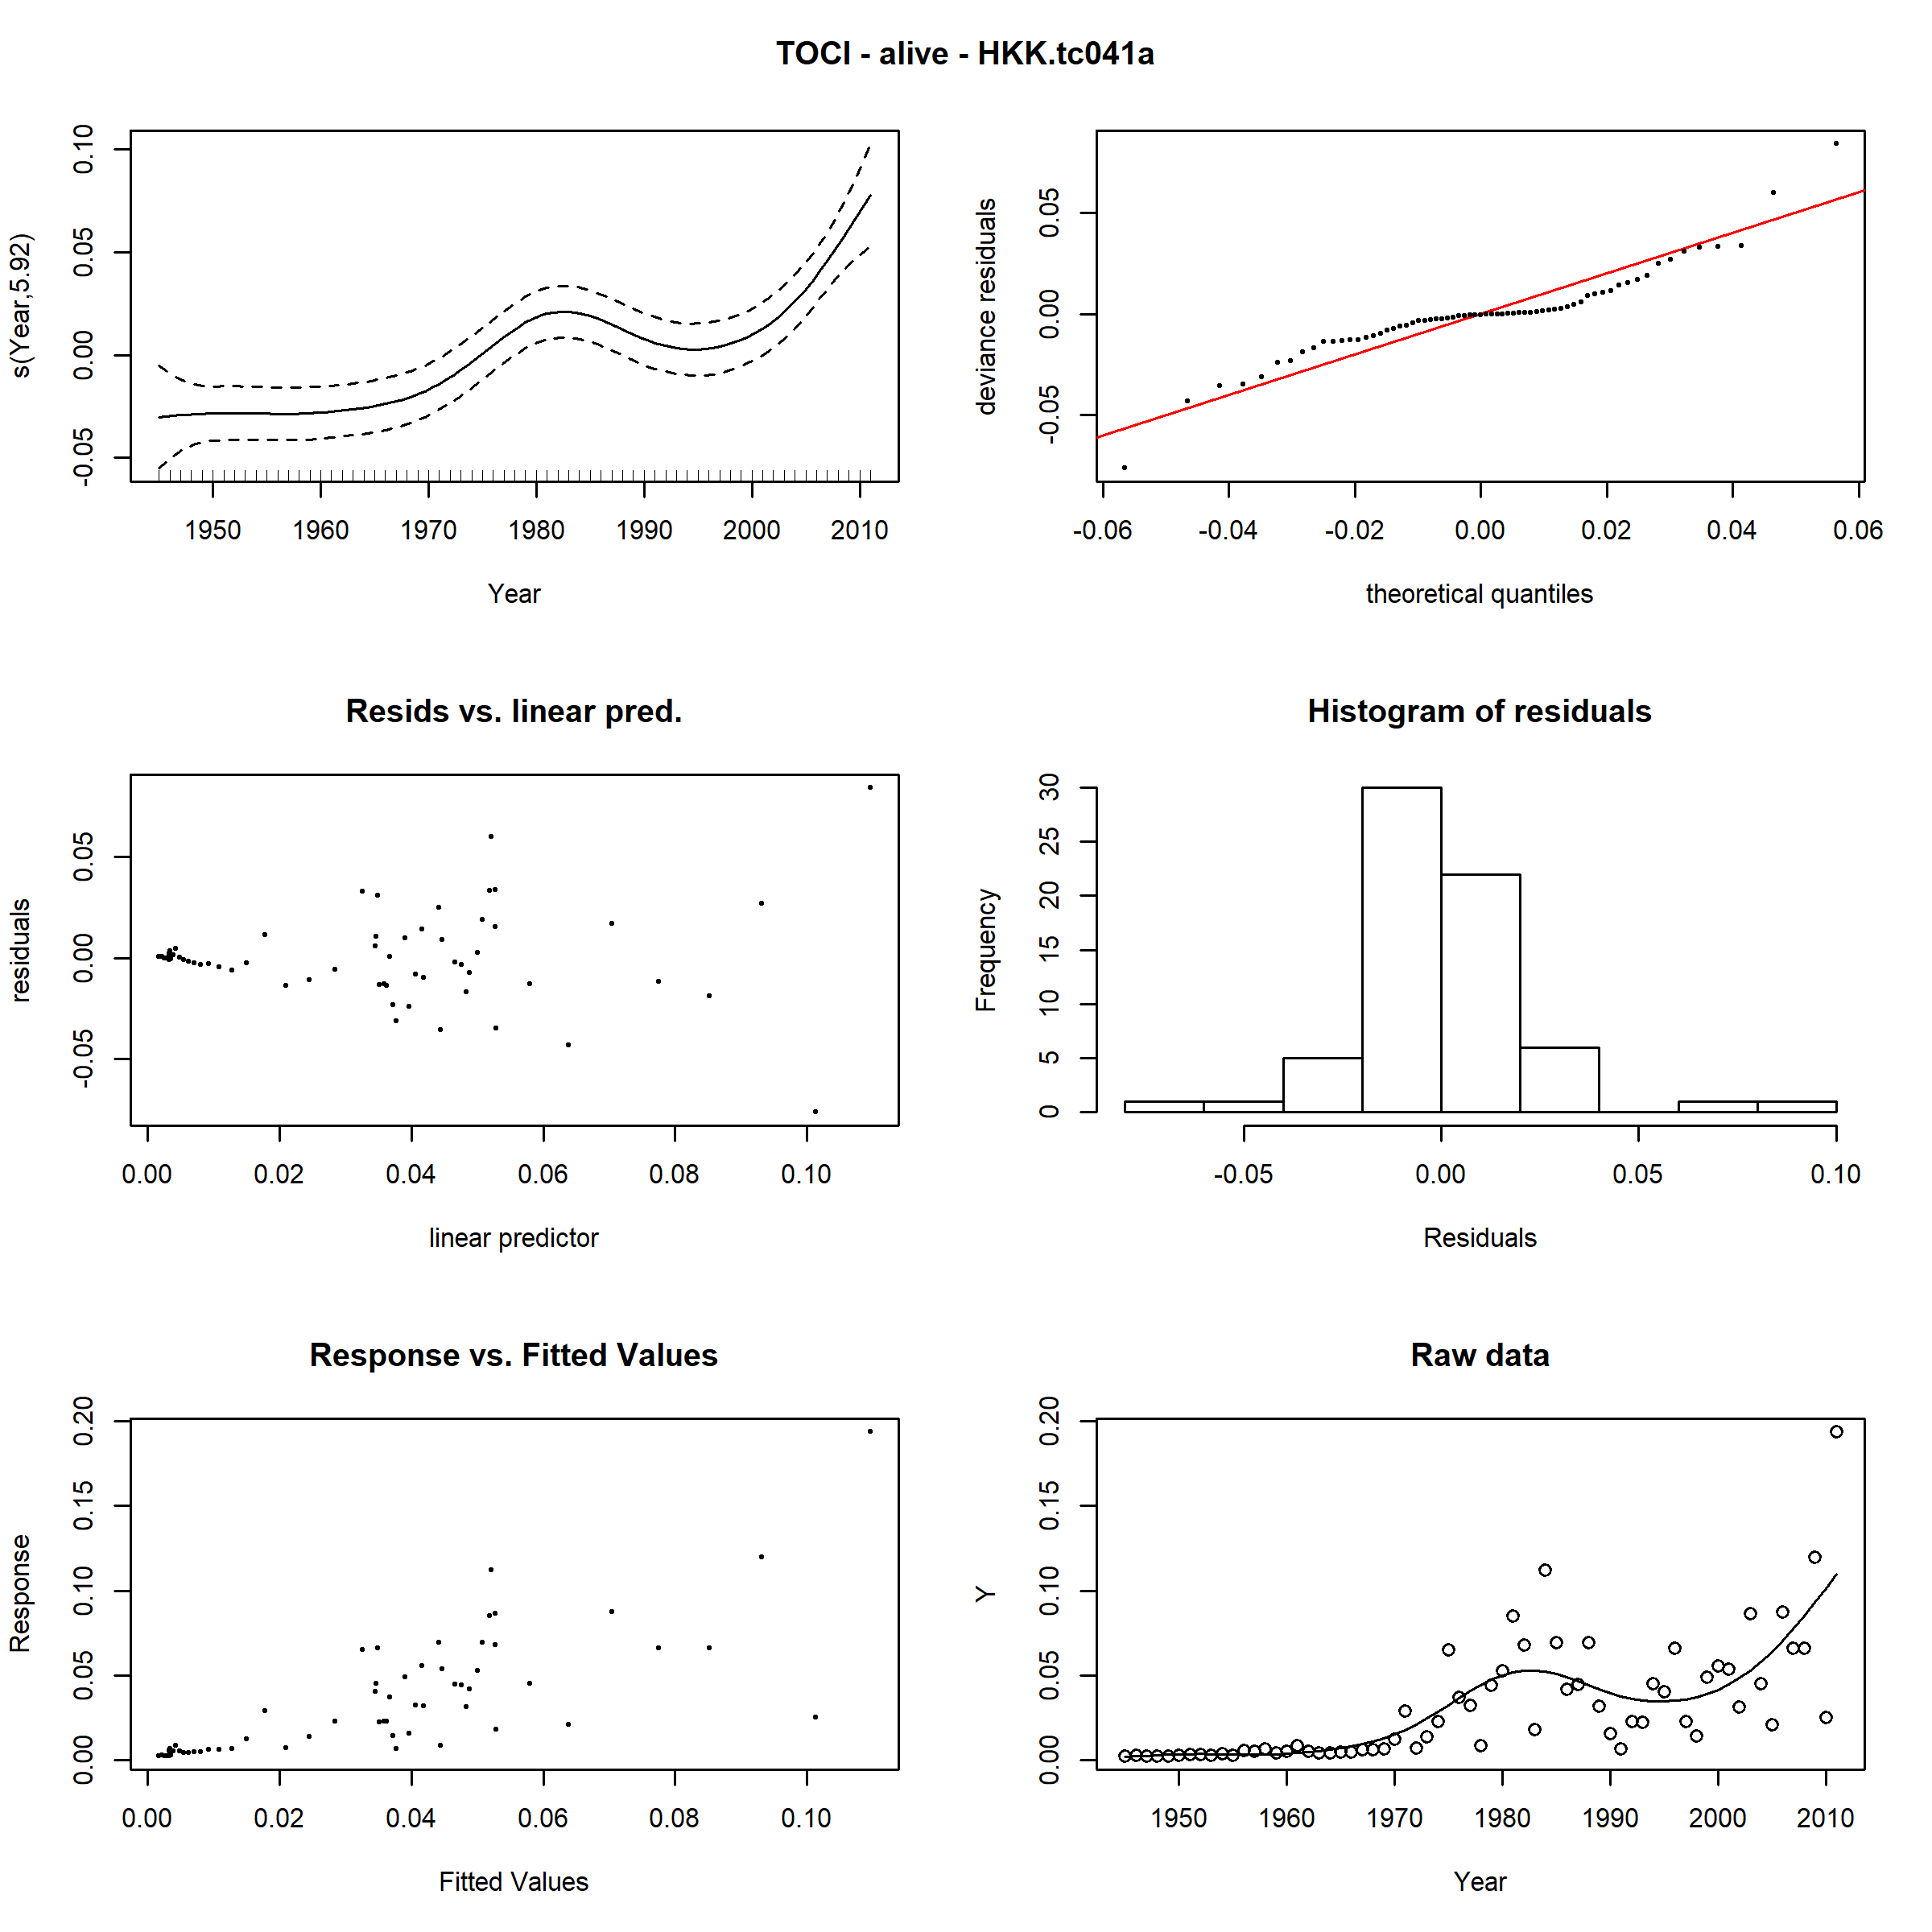 TOCI - alive - HKK.tc041a
s(Year,5.92)
-0.05 0.00 0.05 0.10
1950 1960 1970 1980 1990 2000 2010
Year
deviance residuals
-0.05 0.00 0.05
-0.06 -0.04 -0.02 0.00 0.02 0.04 0.06
theoretical quantiles
Resids vs. linear pred.
residuals
-0.05 0.00 0.05
0.00 0.02 0.04 0.06 0.08 0.10
linear predictor
Histogram of residuals
Frequency
0 5 10 15 20 25 30
-0.05 0.00 0.05 0.10
Residuals
Response vs. Fitted Values
Response
0.00 0.05 0.10 0.15 0.20
0.00 0.02 0.04 0.06 0.08 0.10
Fitted Values
Raw data
Y
0.00 0.05 0.10 0.15 0.20
1950 1960 1970 1980 1990 2000 2010
Year